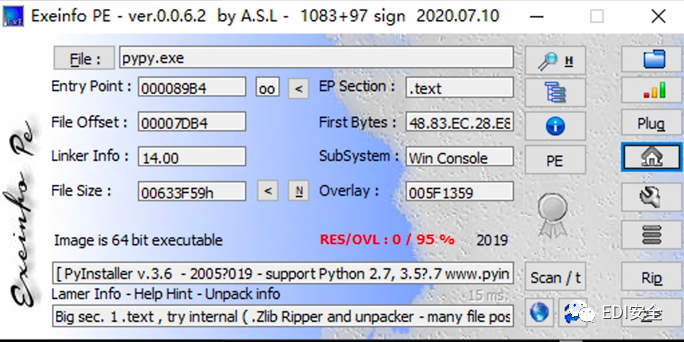 Exeinfo PE - ver.0.0.6.2 by A.S.L - 1083+97 sign 2020.07.10
File : pypy.exe H
Entry Point : 000089B4 oo < EP Section : .text
File Offset : 00007DB4 First Bytes : 48.83.EC.28.E8 Plug
Linker Info : 14.00 SubSystem : Win Console PE
File Size : 00633F59h < N Overlay : 005F1359
Image is 64 bit executable RES/OVL : 0 / 95 % 2019
[ PyInstaller v.3.6 - 2005?019 - support Python 2.7, 3.5?.7 www.pyin Scan / t Rip
Lamer Info - Help Hint - Unpack info 15 ms.
Big sec. 1 .text , try internal ( .Zlib Ripper and unpacker - many file pos
Exeinfo Pe
EDI安全